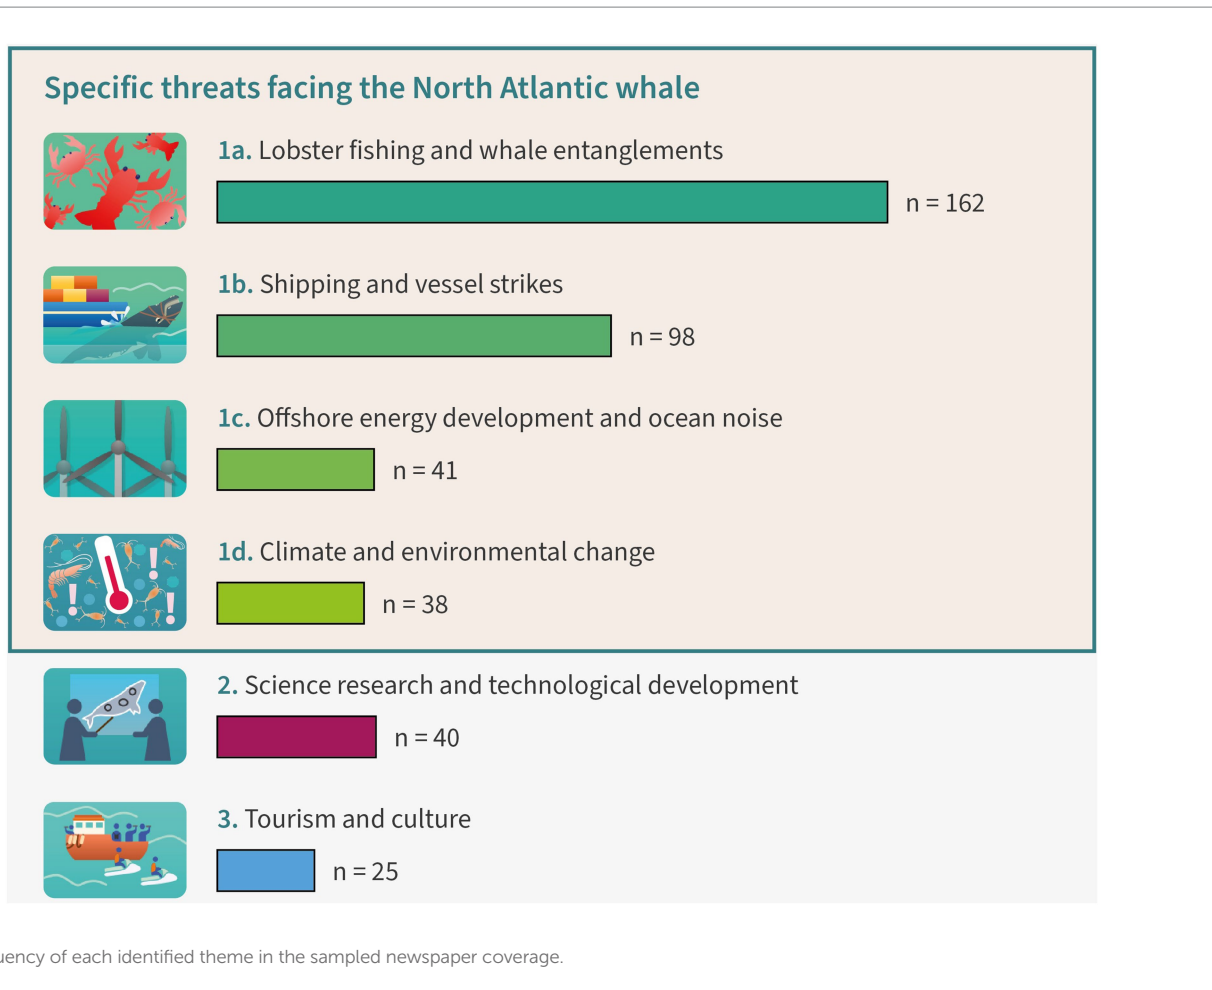 Specific threats facing the North Atlantic whale
1a. Lobster fishing and whale entanglements
n = 162
1b. Shipping and vessel strikes
n = 98
1c. Offshore energy development and ocean noise
n = 41
1d. Climate and environmental change
n = 38
2. Science research and technological development
n = 40
3. Tourism and culture
n = 25
of each identified theme in the sampled newspaper coverage.